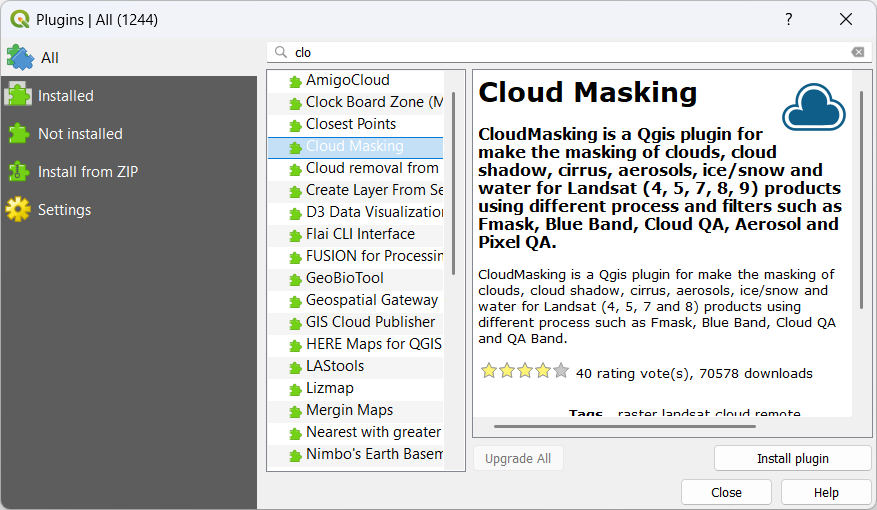 Plugins | All (1244)
?
All
Installed
Not installed
Install from ZIP
Settings
clo
AmigoCloud
Clock Board Zone (M
Closest Points
Cloud Masking
Cloud removal from
Create Layer From Se
D3 Data Visualization
Flai CLI Interface
FUSION for Processin
GeoBioTool
Geospatial Gateway
GIS Cloud Publisher
HERE Maps for QGIS
LAStools
Lizmap
Mergin Maps
Nearest with greater
Nimbo's Earth Basem
Cloud Masking
CloudMasking is a Qgis plugin for
make the masking of clouds, cloud
shadow, cirrus, aerosols, ice/snow and
water for Landsat (4, 5, 7, 8, 9) products
using different process and filters such as
Fmask, Blue Band, Cloud QA, Aerosol and
Pixel QA.
CloudMasking is a Qgis plugin for make the masking of
clouds, cloud shadow, cirrus, aerosols, ice/snow and
water for Landsat (4, 5, 7 and 8) products using
different process such as Fmask, Blue Band, Cloud QA
and QA Band.
40 rating vote(s), 70578 downloads
Tags raster landsat cloud remote
Upgrade All
Install plugin
Close
Help